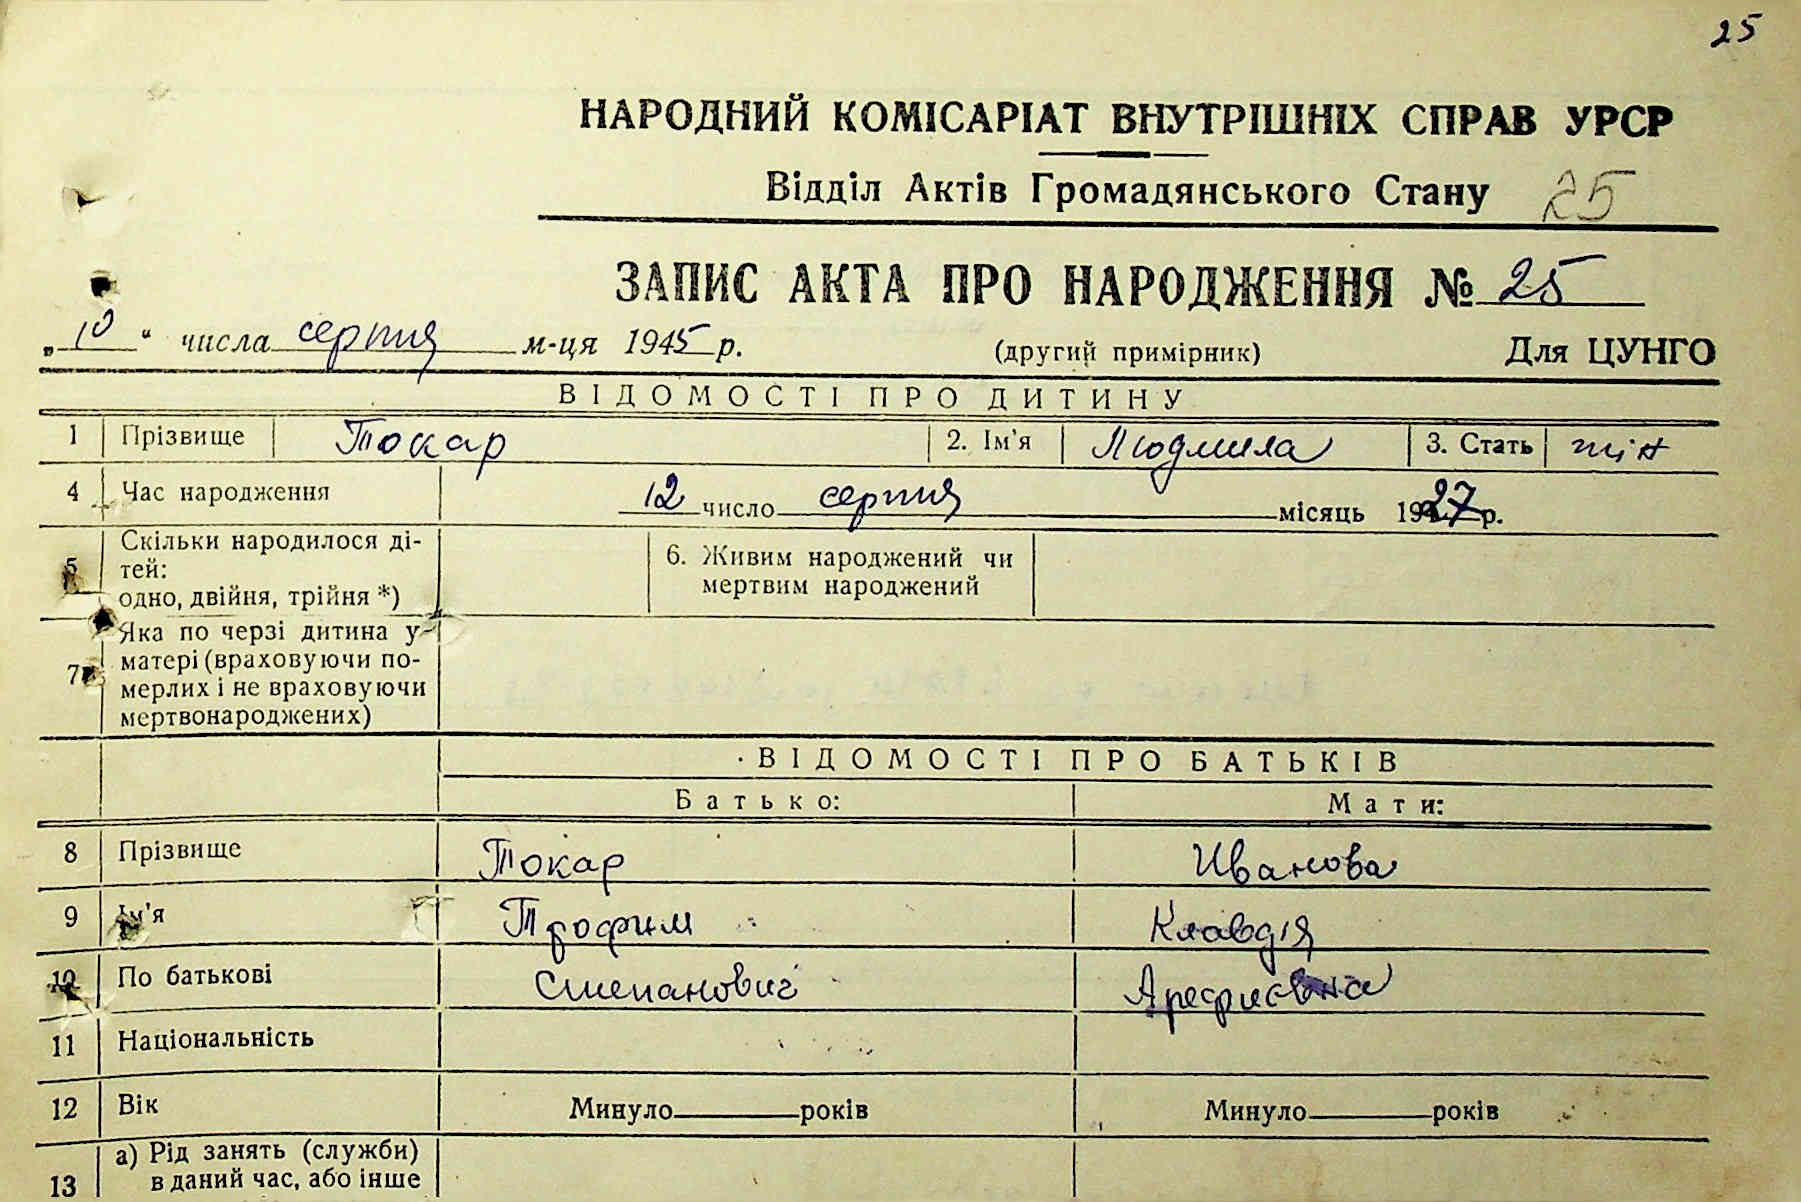 25
НАРОДНИЙ КОМІСАРІАТ ВНУТРІШНІХ СПРАВ УРСР
Відділ Актів Громадянського Стану 25
ЗАПИС АКТА ПРО НАРОДЖЕННЯ № 25
„10“ числа серпня м-ця 1945 р. (другий примірник) Для ЦУНГО
ВІДОМОСТІ ПРО ДИТИНУ
1 Прізвище Токар 2. Ім'я Людмила 3. Стать жін
4 Час народження 12 число серпня місяць 1927 р.
5 Скільки народилося ді-
тей:
одно, двійня, трійня *)
6. Живим народжений чи
мертвим народжений
7 Яка по черзі дитина у
матері (враховуючи по-
мерлих і не враховуючи
мертвонароджених)
ВІДОМОСТІ ПРО БАТЬКІВ
Батько: Мати:
8 Прізвище Токар Иванова
9 Ім'я Трофим Клавдія
10 По батькові Степанович
11 Національність
12 Вік Минуло років Минуло років
13 а) Рід занять (служби)
в даний час, або інше